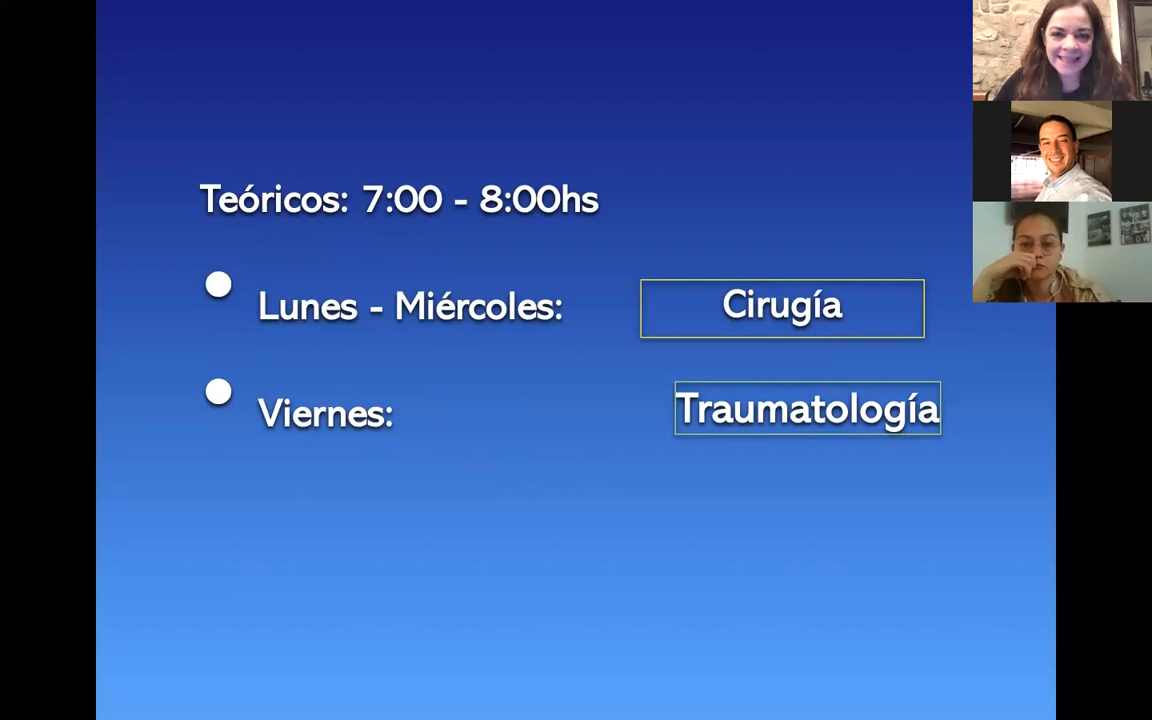 Teóricos: 7:00 - 8:00hs
Lunes - Miércoles: Cirugía
Viernes: Traumatología